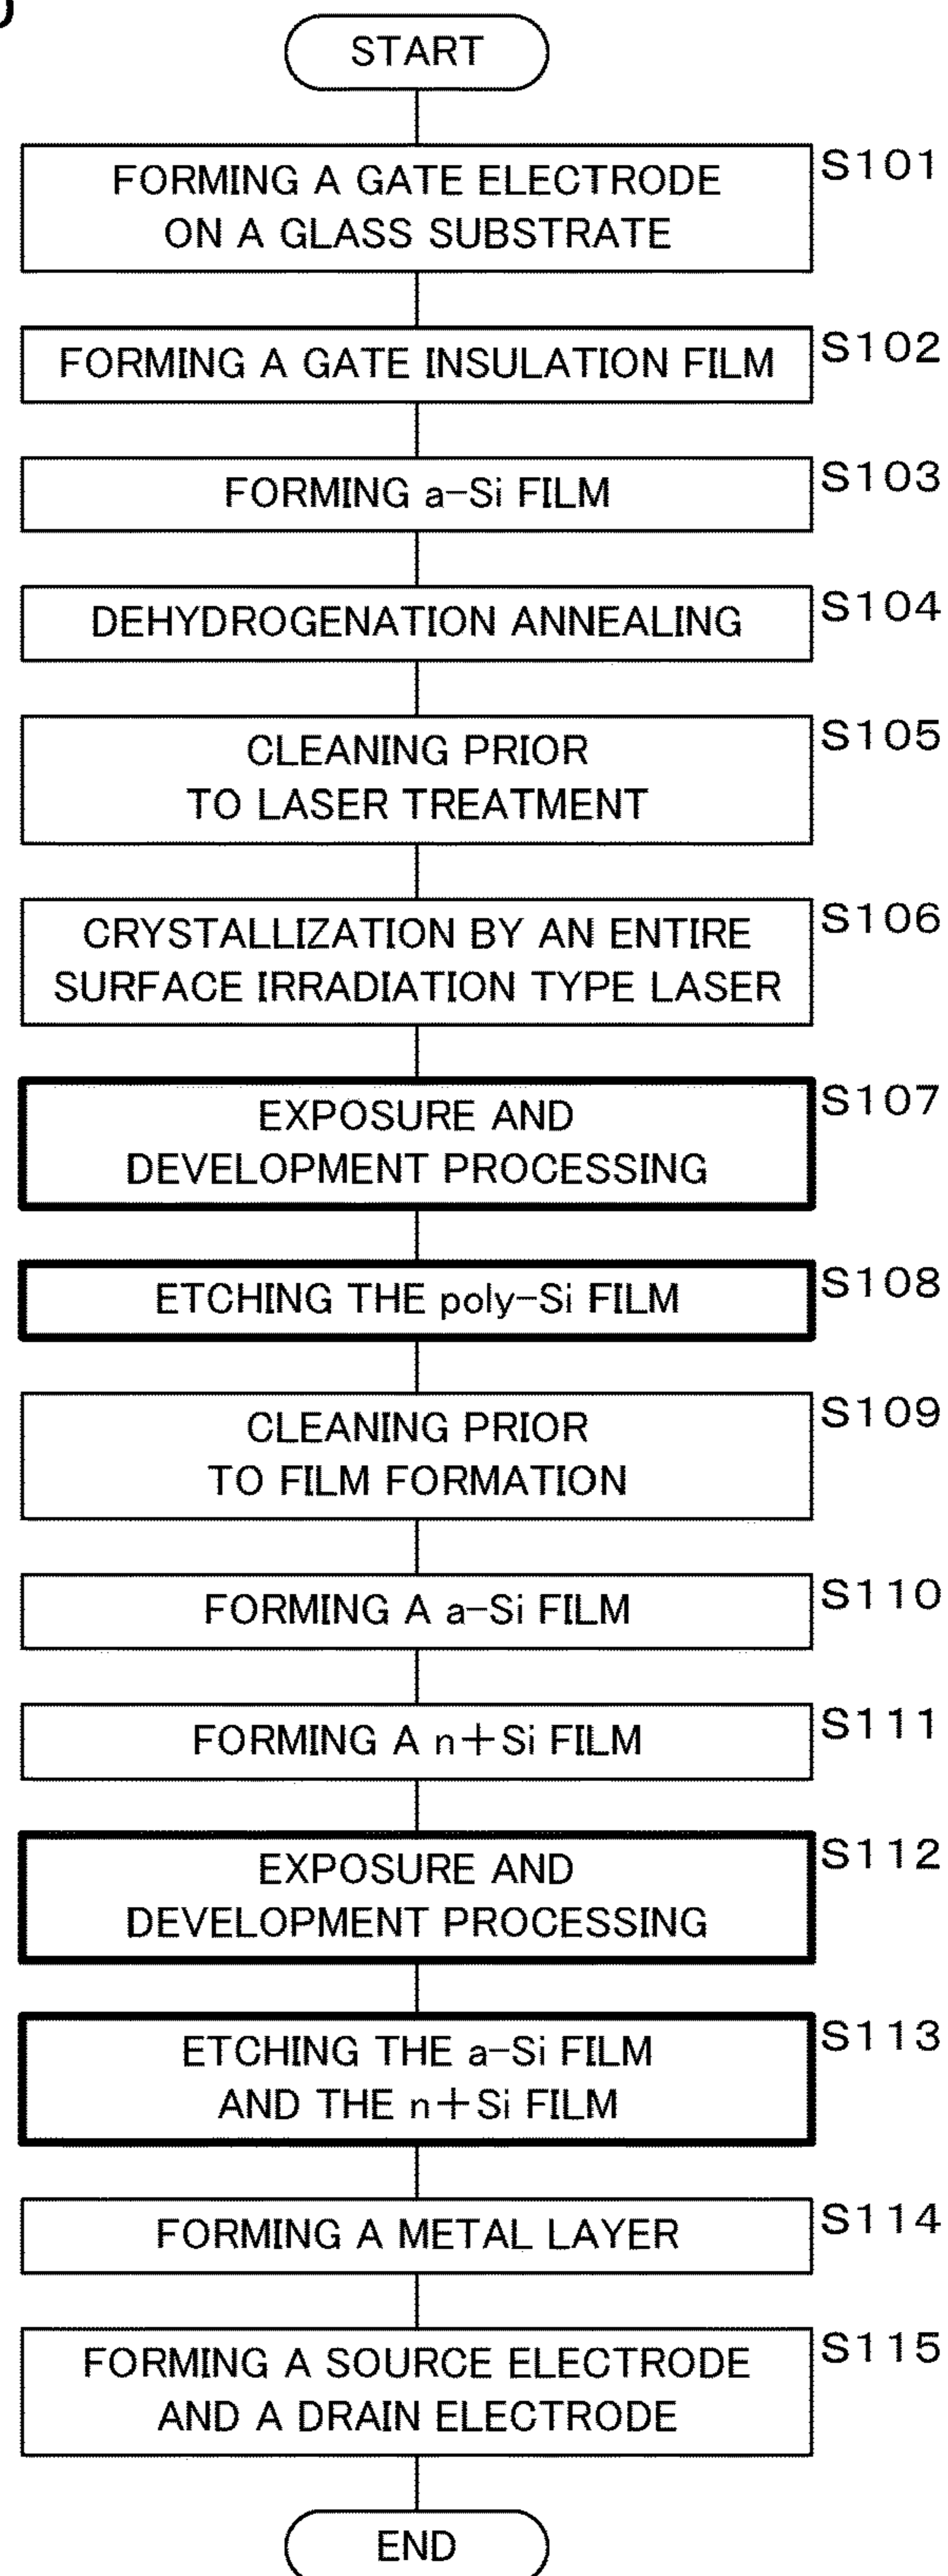 START
FORMING A GATE ELECTRODE
ON A GLASS SUBSTRATE
S101
FORMING A GATE INSULATION FILM
S102
FORMING a-Si FILM
S103
DEHYDROGENATION ANNEALING
S104
CLEANING PRIOR
TO LASER TREATMENT
S105
CRYSTALLIZATION BY AN ENTIRE
SURFACE IRRADIATION TYPE LASER
S106
EXPOSURE AND
DEVELOPMENT PROCESSING
S107
ETCHING THE poly-Si FILM
S108
CLEANING PRIOR
TO FILM FORMATION
S109
FORMING A a-Si FILM
S110
FORMING A n+Si FILM
S111
EXPOSURE AND
DEVELOPMENT PROCESSING
S112
ETCHING THE a-Si FILM
AND THE n+Si FILM
S113
FORMING A METAL LAYER
S114
FORMING A SOURCE ELECTRODE
AND A DRAIN ELECTRODE
S115
END